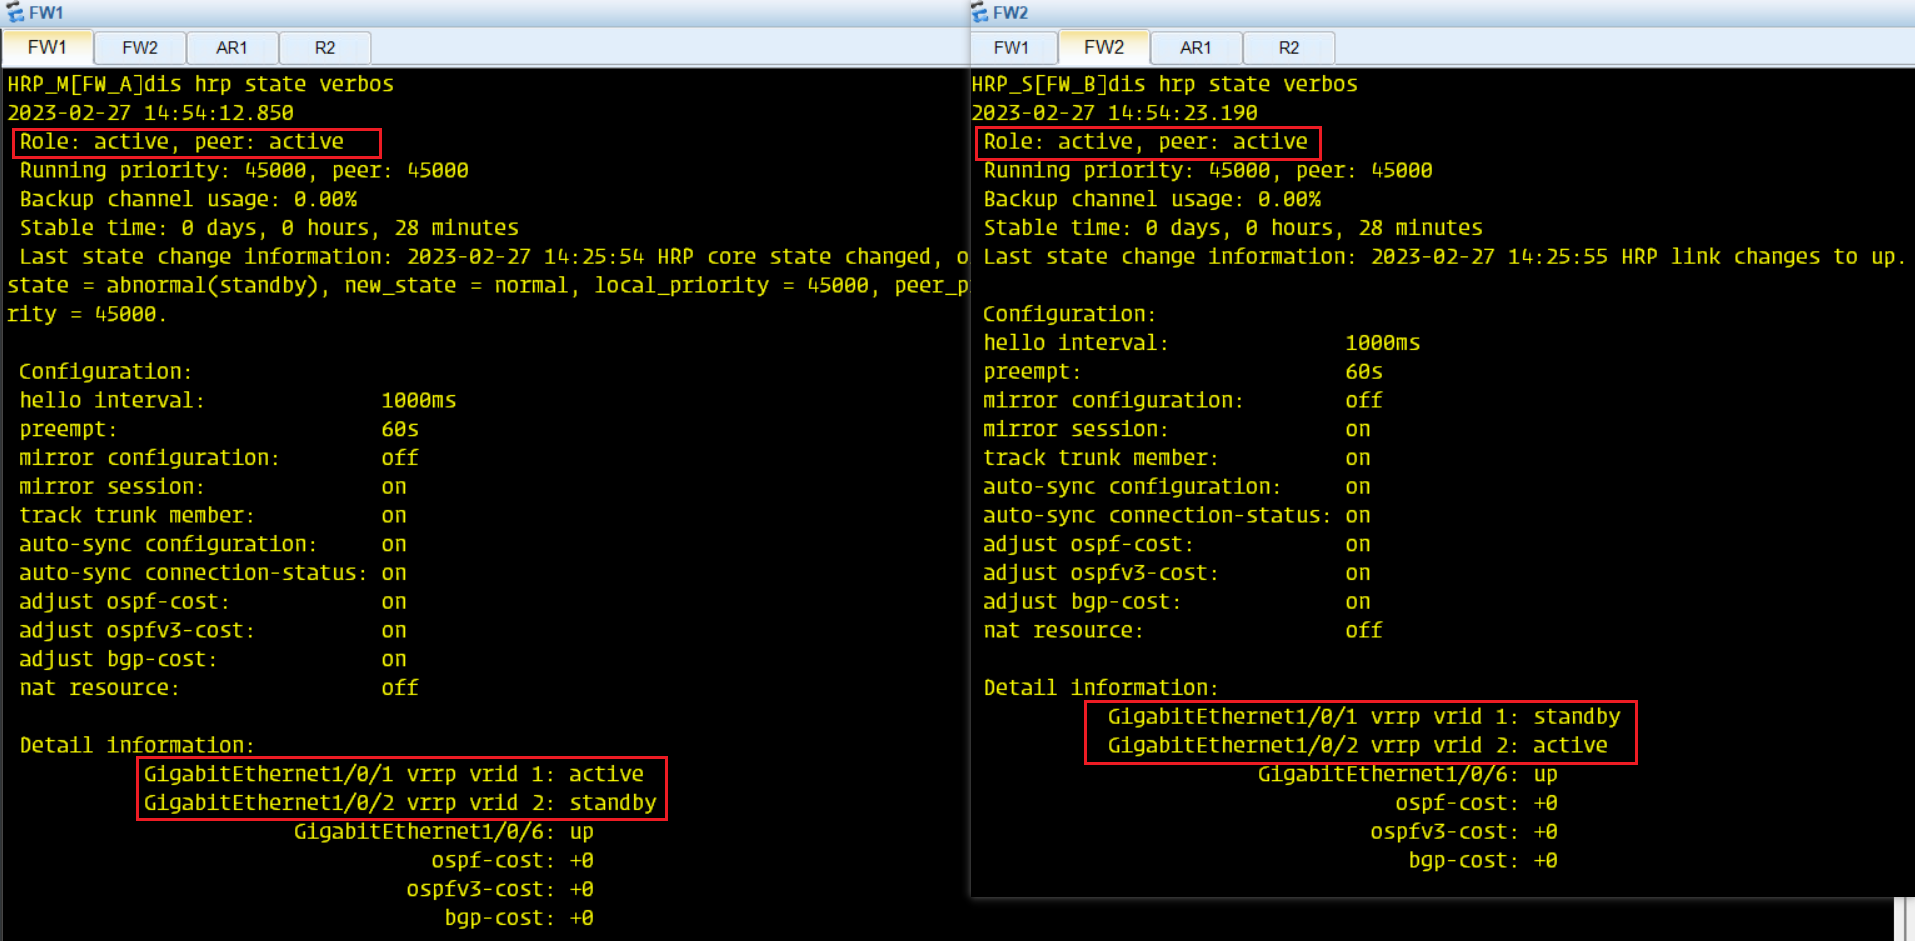 FW1
FW1 FW2 AR1 R2
HRP_M[FW_A]dis hrp state verbos
2023-02-27 14:54:12.850
Role: active, peer: active
Running priority: 45000, peer: 45000
Backup channel usage: 0.00%
Stable time: 0 days, 0 hours, 28 minutes
Last state change information: 2023-02-27 14:25:54 HRP core state changed, o
state = abnormal(standby), new_state = normal, local_priority = 45000, peer_p
rity = 45000.
Configuration:
hello interval: 1000ms
preempt: 60s
mirror configuration: off
mirror session: on
track trunk member: on
auto-sync configuration: on
auto-sync connection-status: on
adjust ospf-cost: on
adjust ospfv3-cost: on
adjust bgp-cost: on
nat resource: off
Detail information:
GigabitEthernet1/0/1 vrrp vrid 1: active
GigabitEthernet1/0/2 vrrp vrid 2: standby
GigabitEthernet1/0/6: up
ospf-cost: +0
ospfv3-cost: +0
bgp-cost: +0
FW2
FW1 FW2 AR1 R2
HRP_S[FW_B]dis hrp state verbos
2023-02-27 14:54:23.190
Role: active, peer: active
Running priority: 45000, peer: 45000
Backup channel usage: 0.00%
Stable time: 0 days, 0 hours, 28 minutes
Last state change information: 2023-02-27 14:25:55 HRP link changes to up.
Configuration:
hello interval: 1000ms
preempt: 60s
mirror configuration: off
mirror session: on
track trunk member: on
auto-sync configuration: on
auto-sync connection-status: on
adjust ospf-cost: on
adjust ospfv3-cost: on
adjust bgp-cost: on
nat resource: off
Detail information:
GigabitEthernet1/0/1 vrrp vrid 1: standby
GigabitEthernet1/0/2 vrrp vrid 2: active
GigabitEthernet1/0/6: up
ospf-cost: +0
ospfv3-cost: +0
bgp-cost: +0